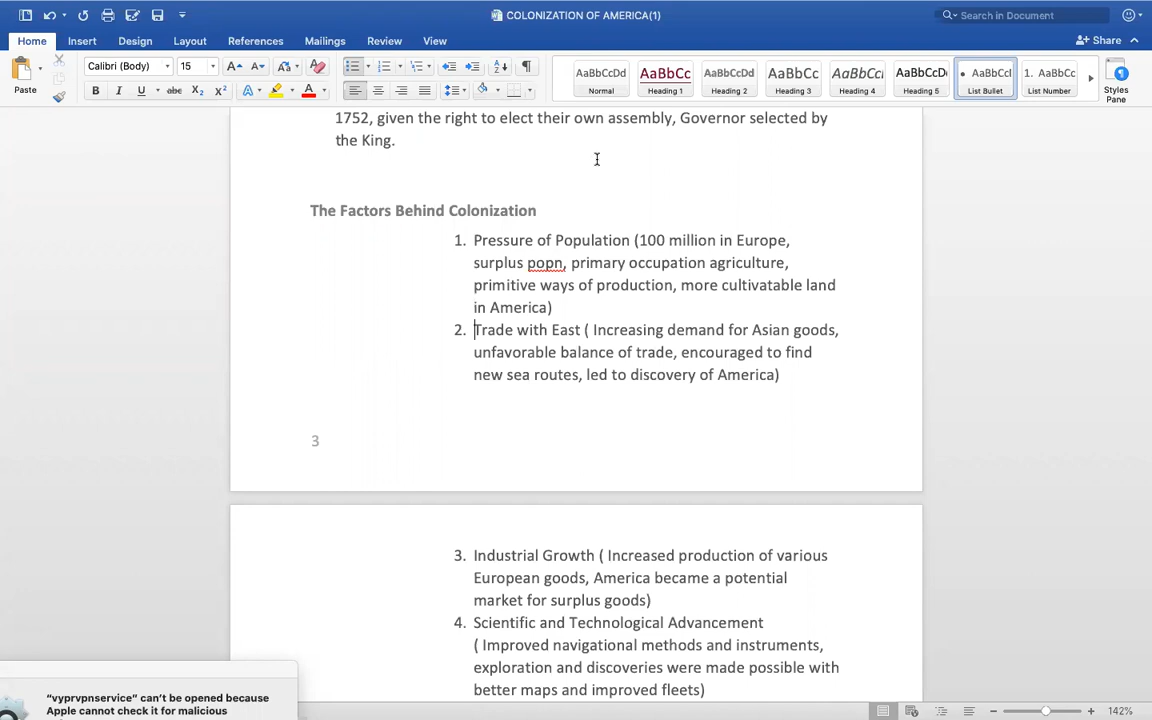 COLONIZATION OF AMERICA(1)
Search in Document
Home Insert Design Layout References Mailings Review View
Share
Paste
Calibri (Body) 15
AaBbCcDd AaBbCc AaBbCcDd AaBbCc AaBbCcI AaBbCcD AaBbCcI 1. AaBbCc
Normal Heading 1 Heading 2 Heading 3 Heading 4 Heading 5 List Bullet List Number
Styles
Pane
1752, given the right to elect their own assembly, Governor selected by
the King.
The Factors Behind Colonization
1. Pressure of Population (100 million in Europe,
surplus popn, primary occupation agriculture,
primitive ways of production, more cultivatable land
in America)
2. Trade with East ( Increasing demand for Asian goods,
unfavorable balance of trade, encouraged to find
new sea routes, led to discovery of America)
3
3. Industrial Growth ( Increased production of various
European goods, America became a potential
market for surplus goods)
4. Scientific and Technological Advancement
( Improved navigational methods and instruments,
exploration and discoveries were made possible with
better maps and improved fleets)
“vyprvpnservice” can’t be opened because
Apple cannot check it for malicious
142%